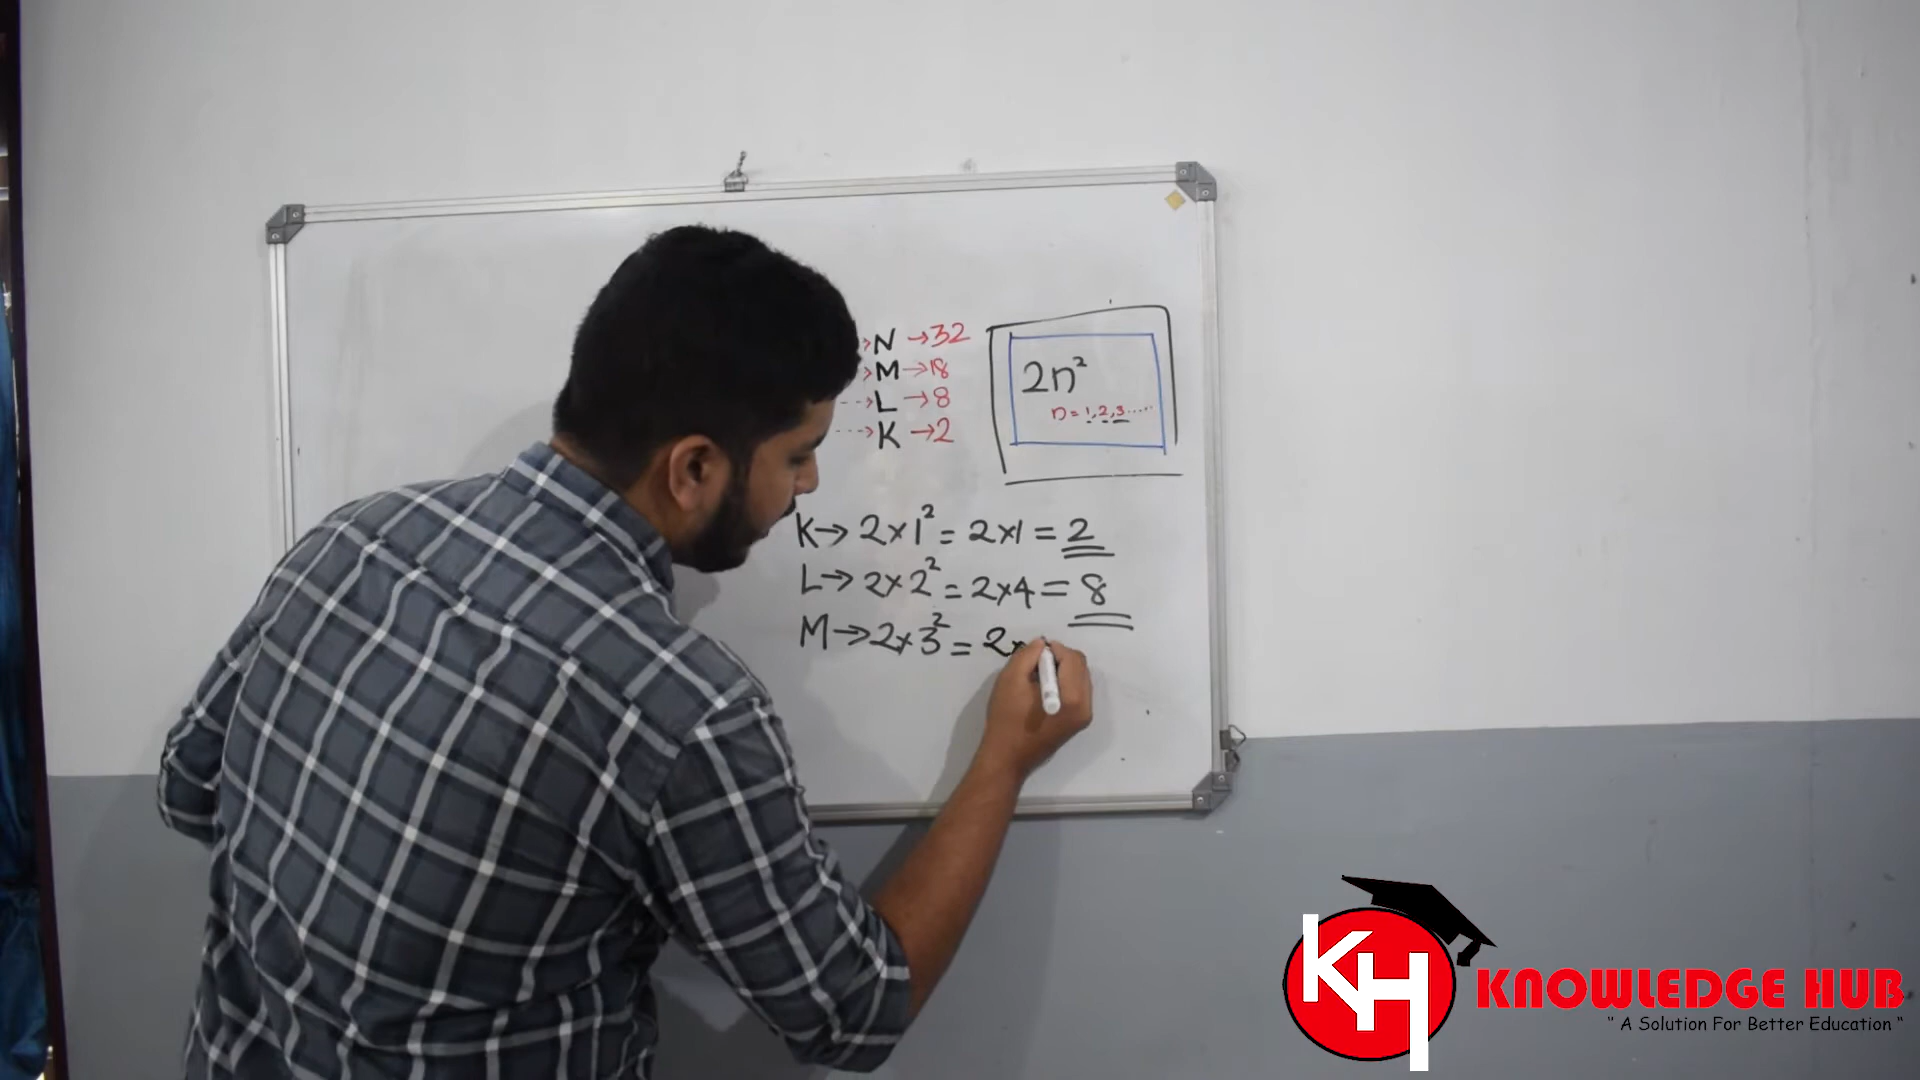 → N → 32
→ M → 18
--→ L → 8
---→ K → 2
2n²
n = 1,2,3.....
K → 2×1² = 2×1 = 2
L → 2×2² = 2×4 = 8
M → 2×3² = 2×
KH
KNOWLEDGE HUB
" A Solution For Better Education "